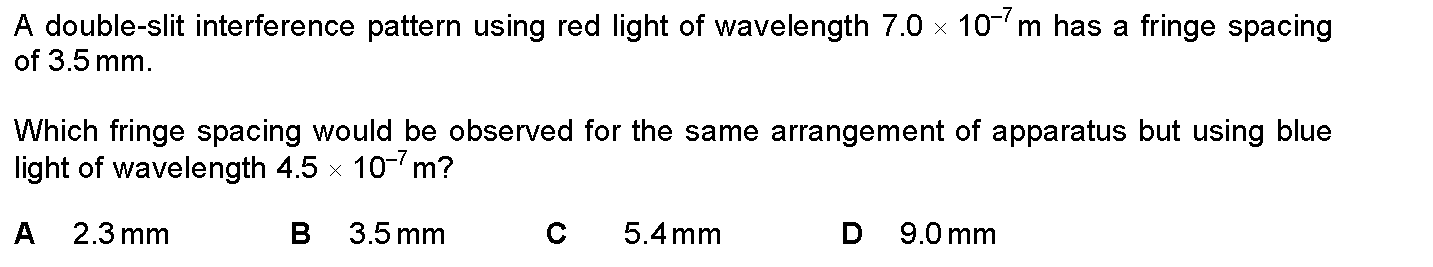 A double-slit interference pattern using red light of wavelength 7.0 × 10⁻⁷ m has a fringe spacing
of 3.5 mm.
Which fringe spacing would be observed for the same arrangement of apparatus but using blue
light of wavelength 4.5 × 10⁻⁷ m?
A 2.3 mm B 3.5 mm C 5.4 mm D 9.0 mm